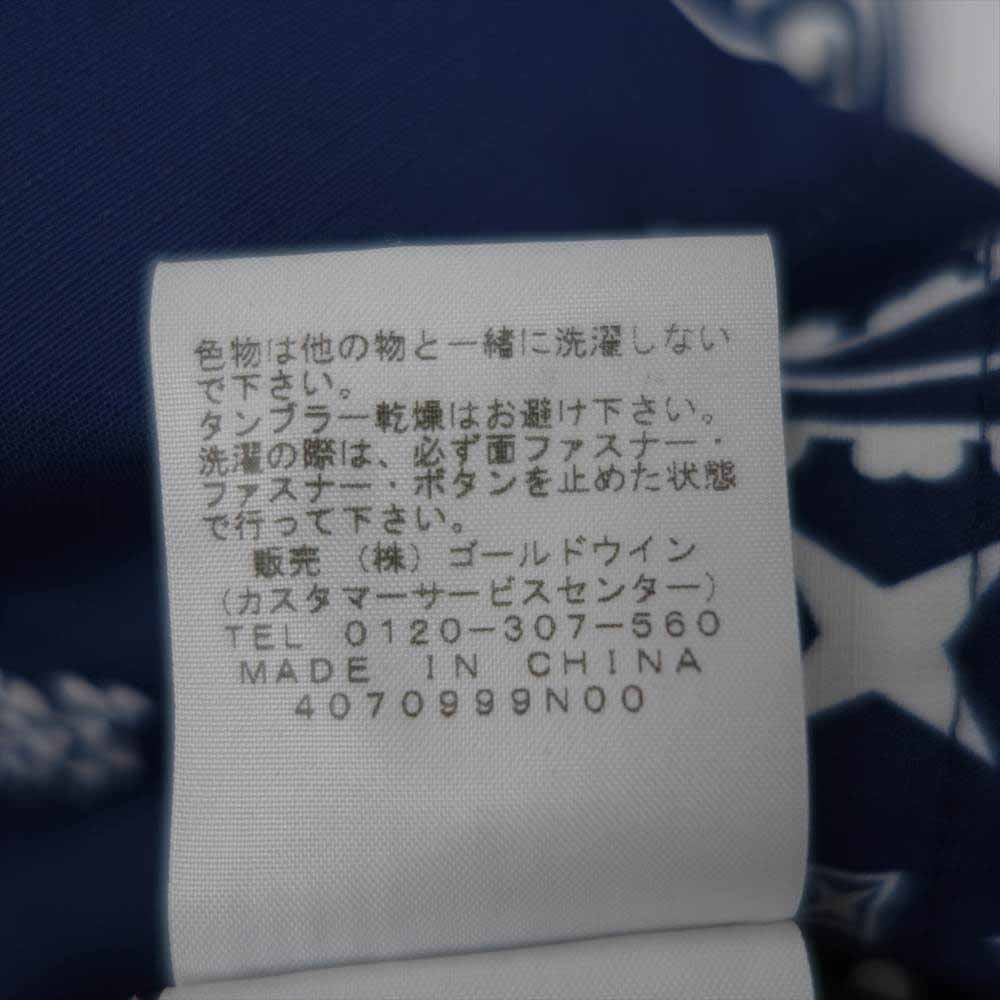 色物は他の物と一緒に洗濯しない
で下さい。
タンブラー乾燥はお避け下さい。
洗濯の際は、必ず面ファスナー・
ファスナー・ボタンを止めた状態
で行って下さい。
販売 (株) ゴールドウイン
(カスタマーサービスセンター)
TEL 0120-307-560
MADE IN CHINA
4070999N00